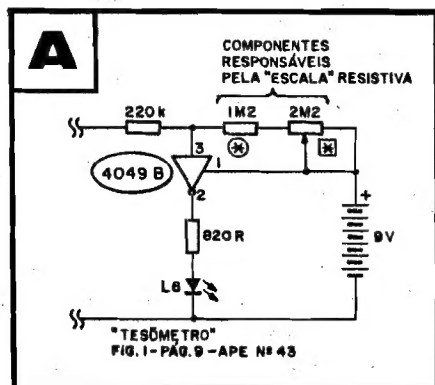 A
COMPONENTES
RESPONSÁVEIS
PELA "ESCALA" RESISTIVA
220k
1M2
2M2
3
1
4049 B
2
820R
+
9V
L6
"TESÔMETRO"
FIG. 1-PÁG. 9 - APE Nº 43